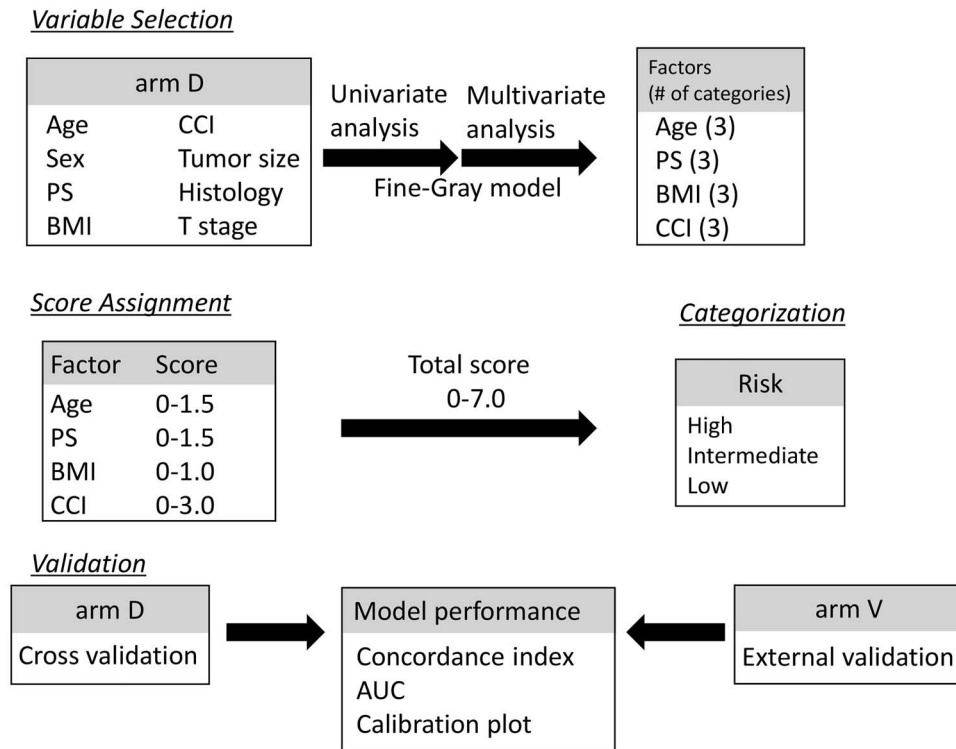 Variable Selection
arm D
Age CCI
Sex Tumor size
PS Histology
BMI T stage
Univariate analysis
Multivariate analysis
Fine-Gray model
Factors
(# of categories)
Age (3)
PS (3)
BMI (3)
CCI (3)
Score Assignment
Factor Score
Age 0-1.5
PS 0-1.5
BMI 0-1.0
CCI 0-3.0
Total score
0-7.0
Categorization
Risk
High
Intermediate
Low
Validation
arm D
Cross validation
Model performance
Concordance index
AUC
Calibration plot
arm V
External validation